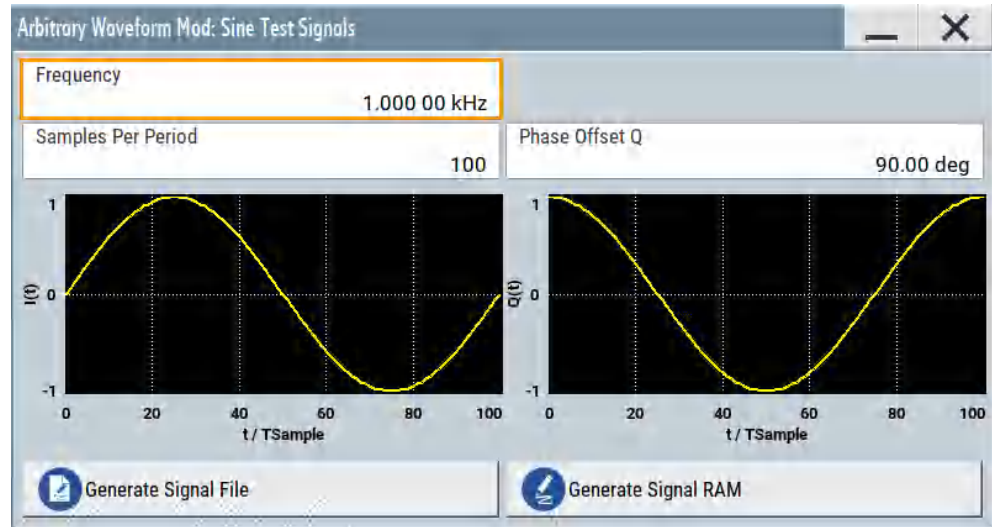 Arbitrary Waveform Mod: Sine Test Signals
Frequency
1.000 00 kHz
Samples Per Period
100
Phase Offset Q
90.00 deg
1
I(t)
0
-1
0 20 40 60 80 100
t / TSample
1
Q(t)
0
-1
0 20 40 60 80 100
t / TSample
Generate Signal File
Generate Signal RAM